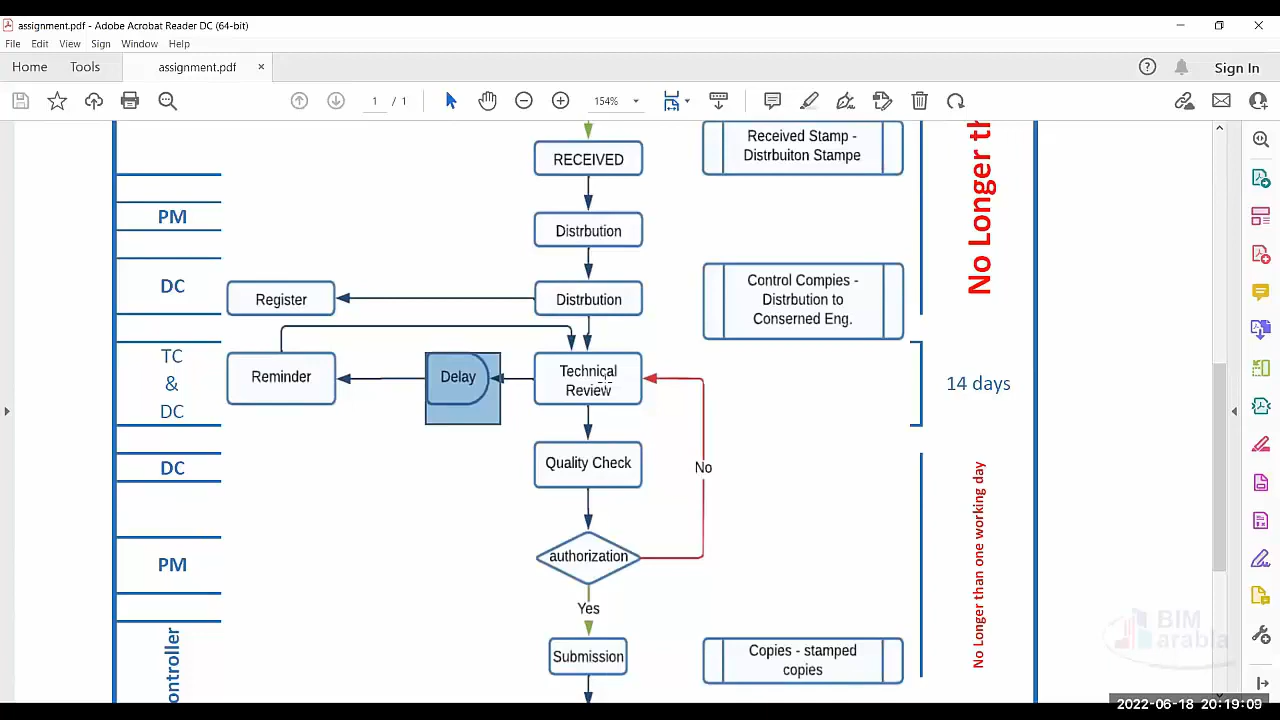 assignment.pdf - Adobe Acrobat Reader DC (64-bit)
File Edit View Sign Window Help
Home Tools assignment.pdf × Sign In
1 / 1 154%
Received Stamp -
Distrbuiton Stampe
RECEIVED
No Longer th
PM
Distrbution
DC
Register
Distrbution
Control Compies -
Distrbution to
Conserned Eng.
TC
&
DC
Reminder
Delay
Technical
Review
14 days
DC
Quality Check
No
No Longer than one working day
PM
authorization
Yes
ontroller
Submission
Copies - stamped
copies
BIM
arabia
2022-06-18 20:19:09